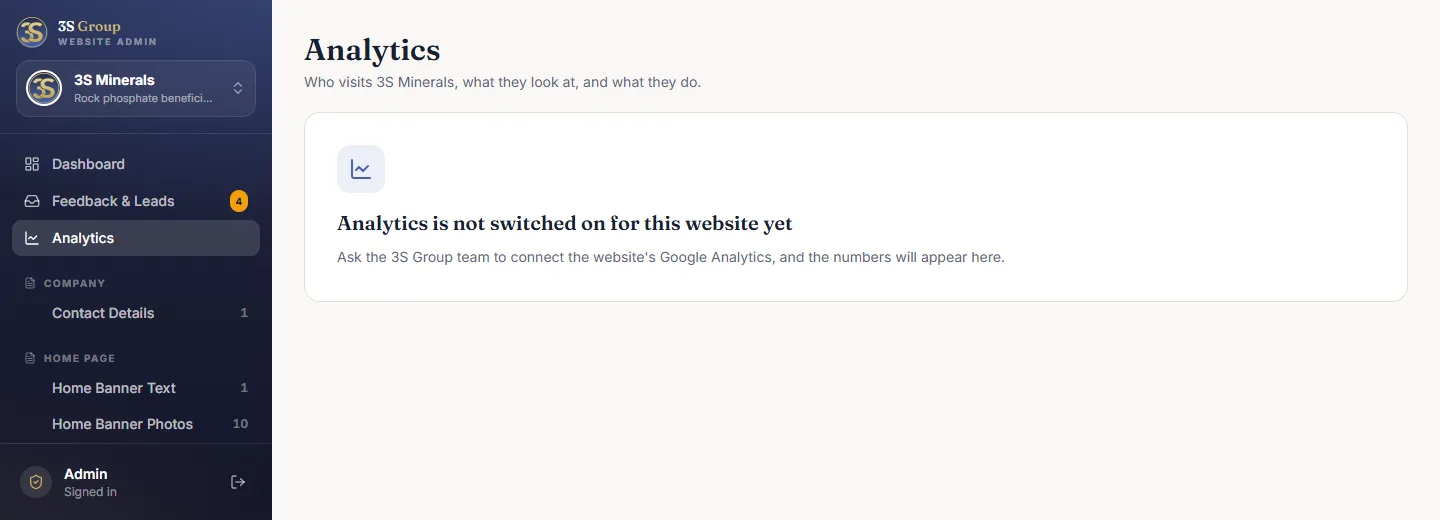 3S Group
WEBSITE ADMIN
3S Minerals
Rock phosphate benefici...
Dashboard
Feedback & Leads 4
Analytics
COMPANY
Contact Details 1
HOME PAGE
Home Banner Text 1
Home Banner Photos 10
Admin
Signed in
Analytics
Who visits 3S Minerals, what they look at, and what they do.
Analytics is not switched on for this website yet
Ask the 3S Group team to connect the website's Google Analytics, and the numbers will appear here.